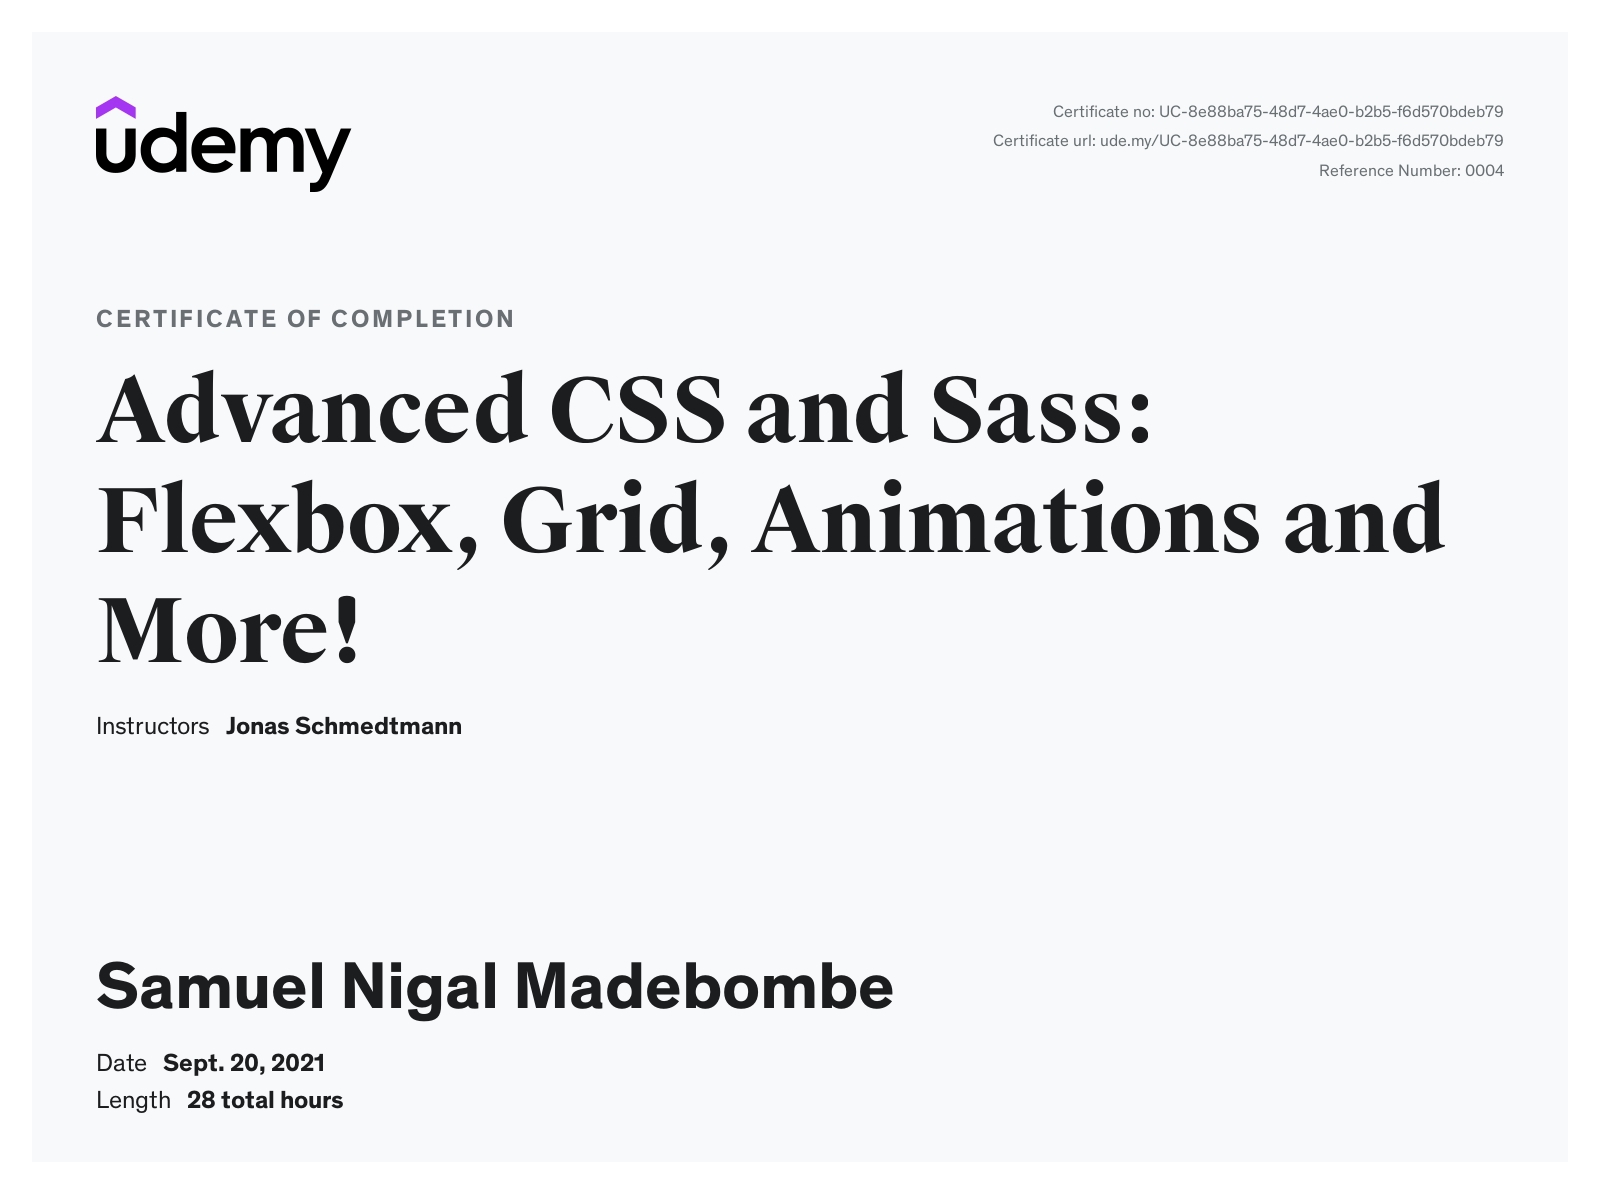 udemy
Certificate no: UC-8e88ba75-48d7-4ae0-b2b5-f6d570bdeb79
Certificate url: ude.my/UC-8e88ba75-48d7-4ae0-b2b5-f6d570bdeb79
Reference Number: 0004
CERTIFICATE OF COMPLETION
Advanced CSS and Sass:
Flexbox, Grid, Animations and
More!
Instructors Jonas Schmedtmann
Samuel Nigal Madebombe
Date Sept. 20, 2021
Length 28 total hours